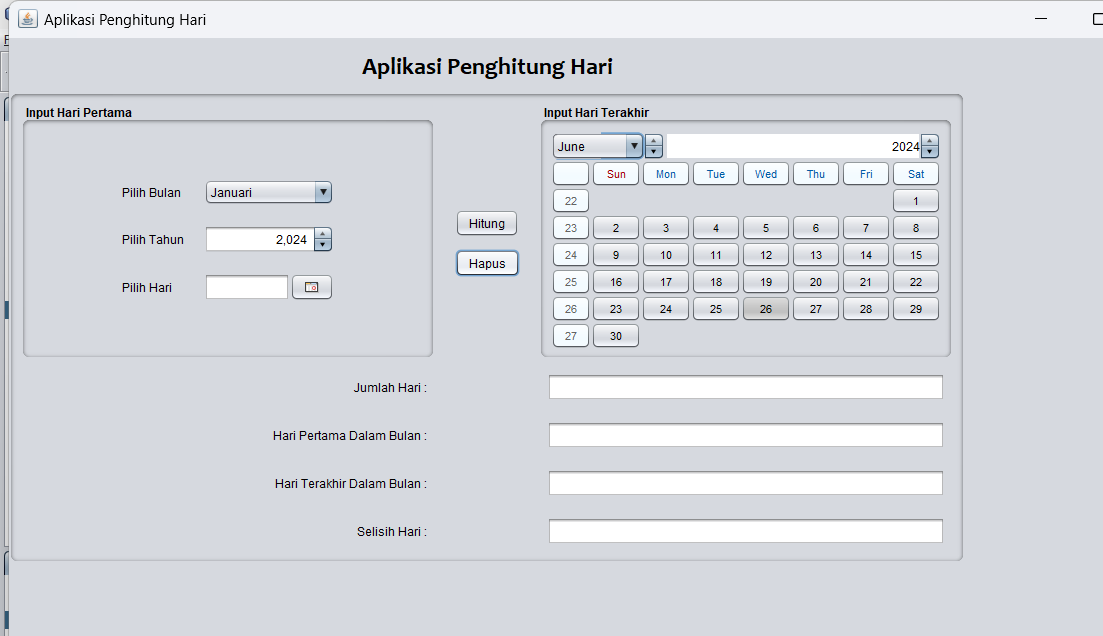 Aplikasi Penghitung Hari
Aplikasi Penghitung Hari
Input Hari Pertama
Pilih Bulan Januari
Pilih Tahun 2,024
Pilih Hari
Hitung
Hapus
Input Hari Terakhir
June 2024
Sun Mon Tue Wed Thu Fri Sat
22 1
23 2 3 4 5 6 7 8
24 9 10 11 12 13 14 15
25 16 17 18 19 20 21 22
26 23 24 25 26 27 28 29
27 30
Jumlah Hari :
Hari Pertama Dalam Bulan :
Hari Terakhir Dalam Bulan :
Selisih Hari :